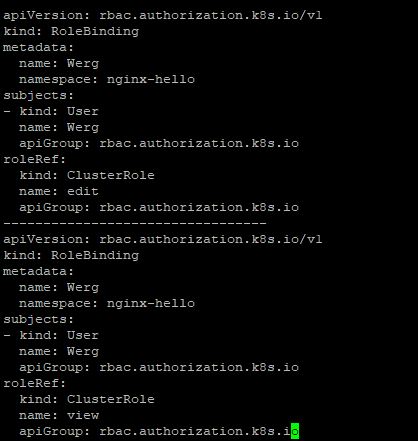 apiVersion: rbac.authorization.k8s.io/v1
kind: RoleBinding
metadata:
  name: Werg
  namespace: nginx-hello
subjects:
- kind: User
  name: Werg
  apiGroup: rbac.authorization.k8s.io
roleRef:
  kind: ClusterRole
  name: edit
  apiGroup: rbac.authorization.k8s.io
---------------------------------
apiVersion: rbac.authorization.k8s.io/v1
kind: RoleBinding
metadata:
  name: Werg
  namespace: nginx-hello
subjects:
- kind: User
  name: Werg
  apiGroup: rbac.authorization.k8s.io
roleRef:
  kind: ClusterRole
  name: view
  apiGroup: rbac.authorization.k8s.io